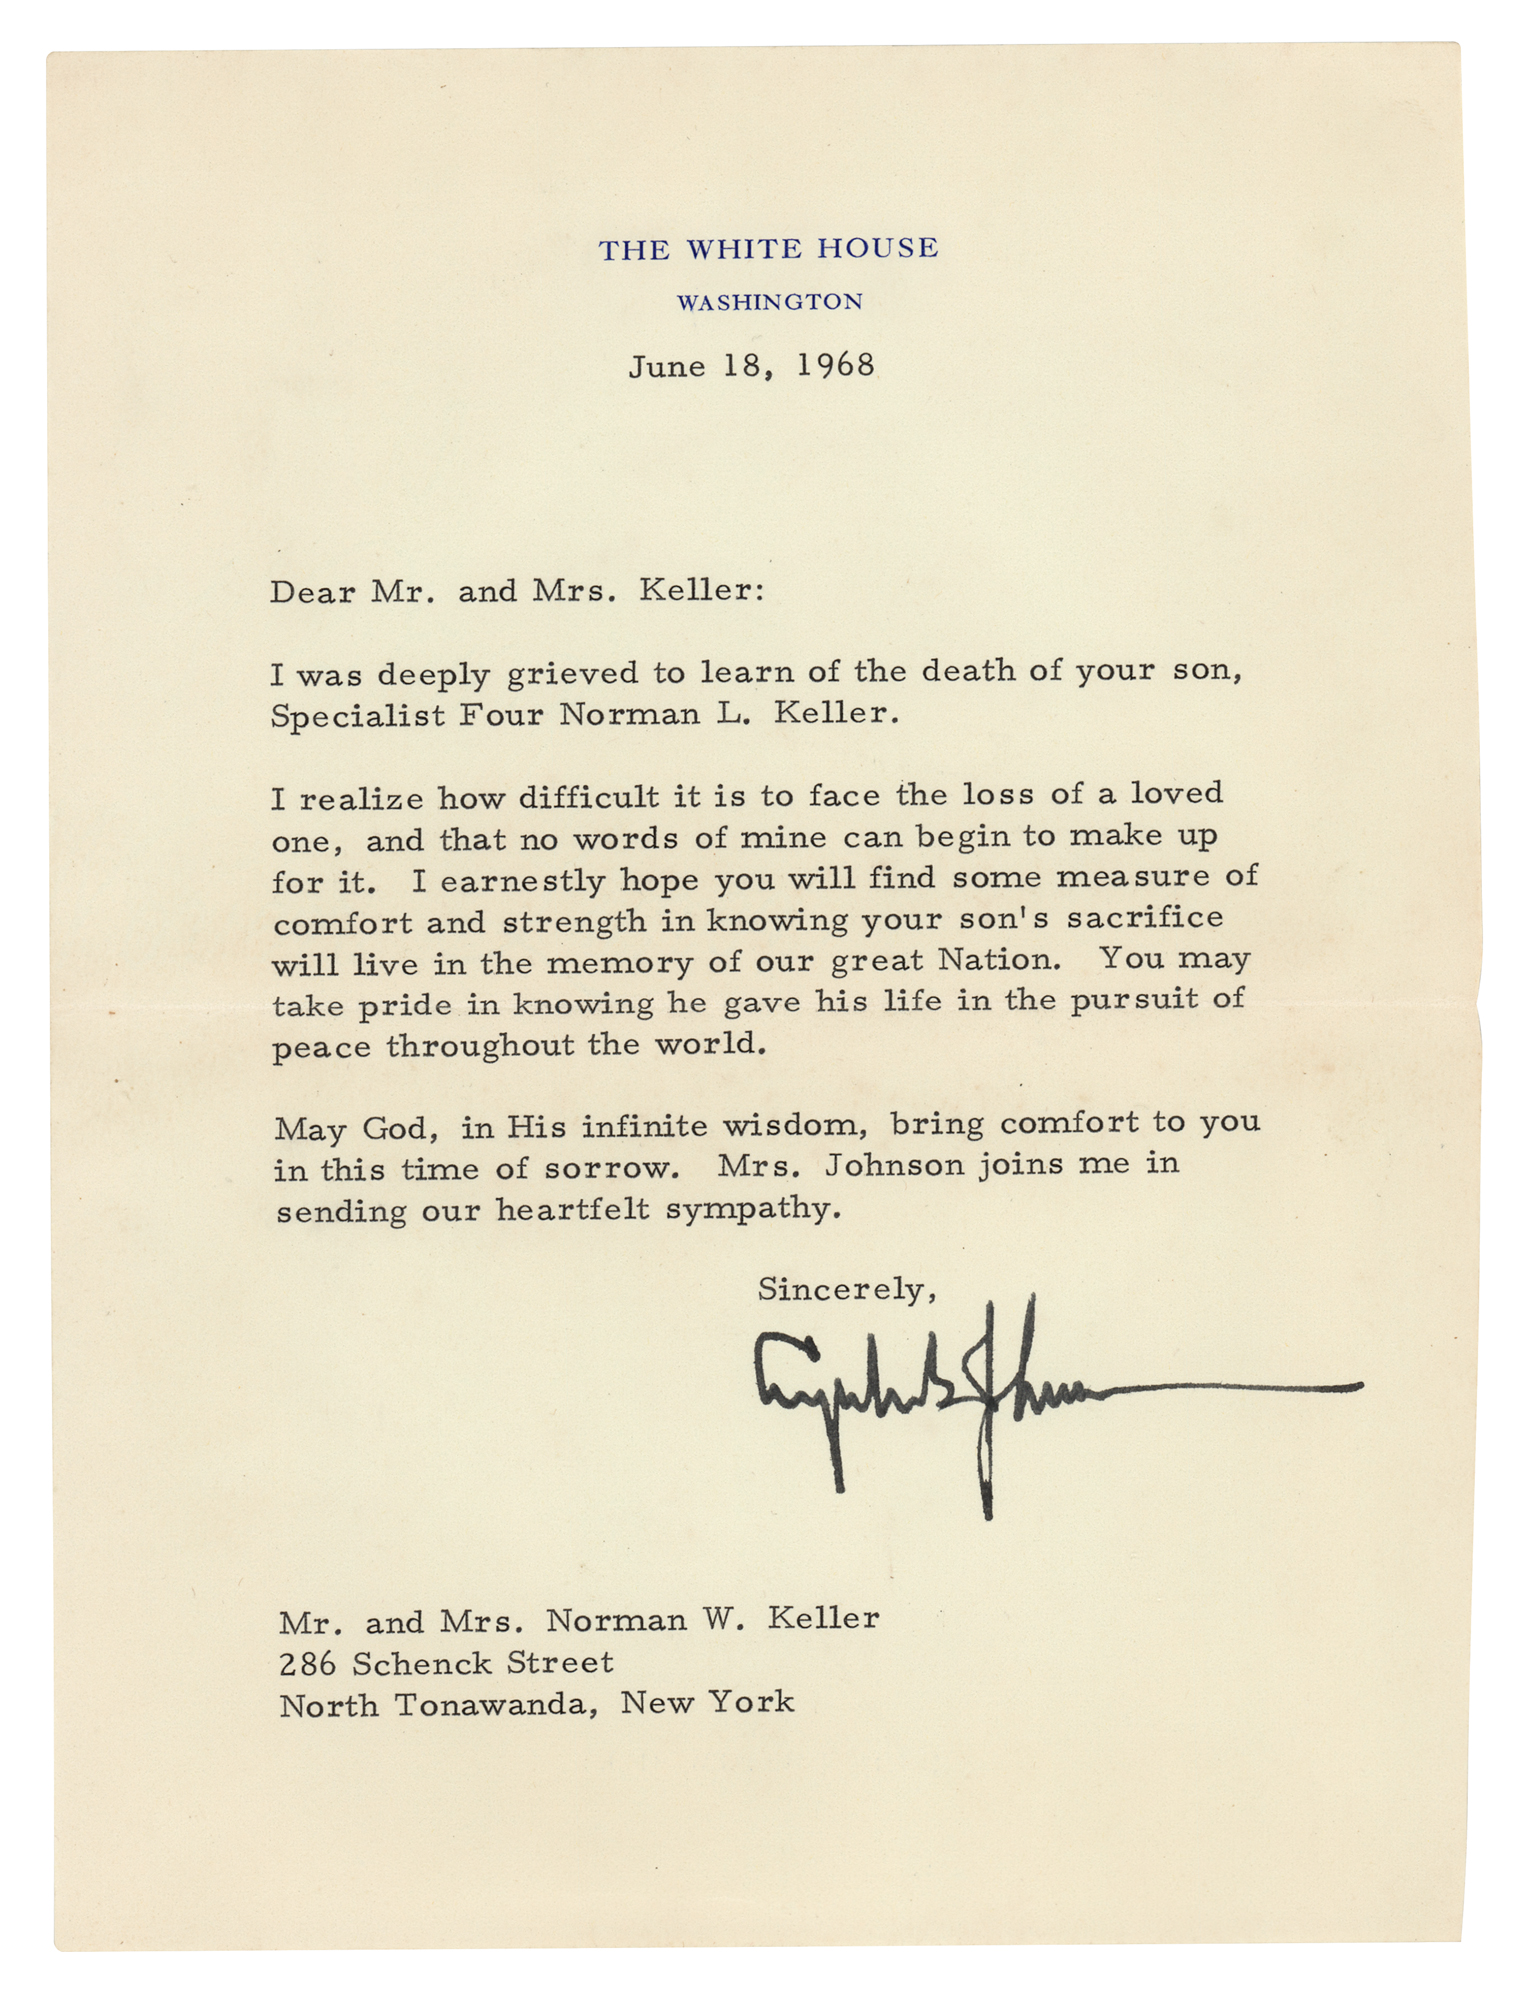 THE WHITE HOUSE
WASHINGTON
June 18, 1968
Dear Mr. and Mrs. Keller:
I was deeply grieved to learn of the death of your son,
Specialist Four Norman L. Keller.
I realize how difficult it is to face the loss of a loved
one, and that no words of mine can begin to make up
for it. I earnestly hope you will find some measure of
comfort and strength in knowing your son's sacrifice
will live in the memory of our great Nation. You may
take pride in knowing he gave his life in the pursuit of
peace throughout the world.
May God, in His infinite wisdom, bring comfort to you
in this time of sorrow. Mrs. Johnson joins me in
sending our heartfelt sympathy.
Sincerely,
Mr. and Mrs. Norman W. Keller
286 Schenck Street
North Tonawanda, New York